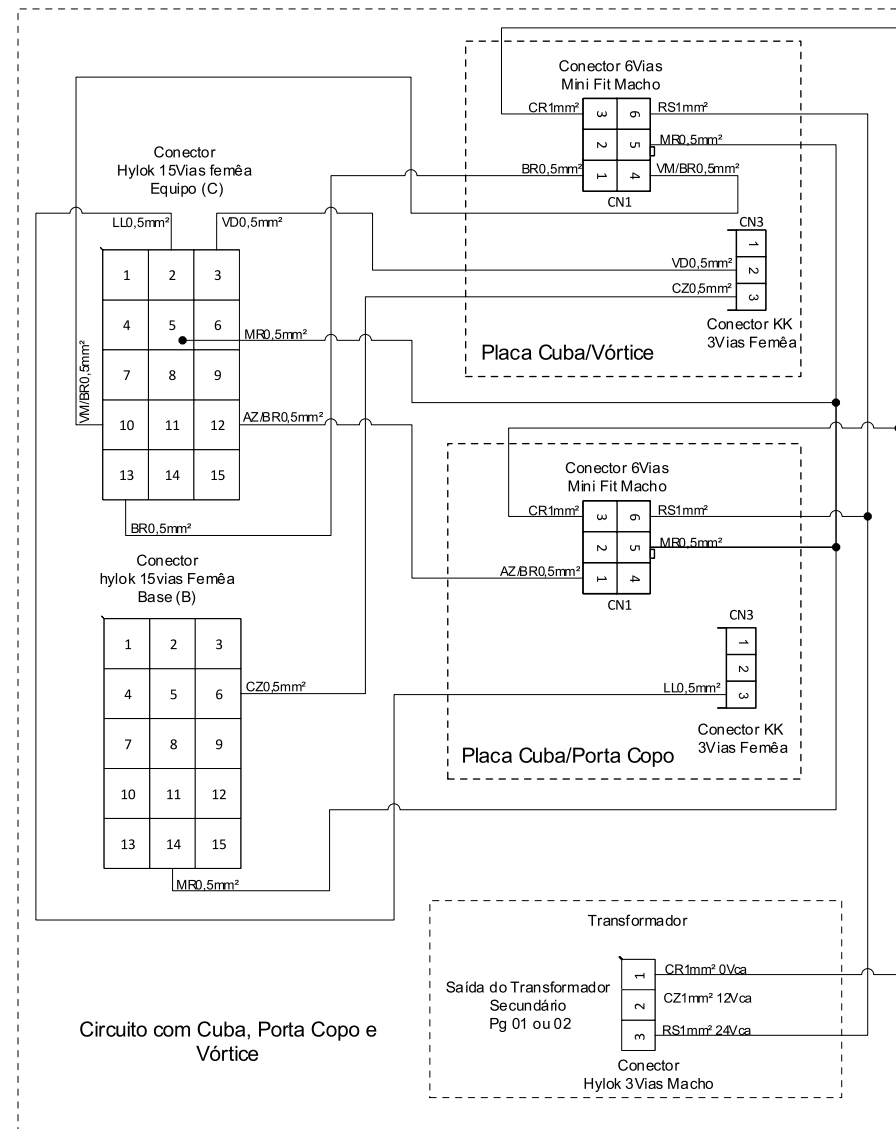 Conector 6Vias
Mini Fit Macho
CR1mm² 3 6 RS1mm²
2 5 MR0,5mm²
BR0,5mm² 1 4 VM/BR0,5mm²
CN1
CN3
1
VD0,5mm² 2
CZ0,5mm² 3
Conector KK
3Vias Femêa
Placa Cuba/Vórtice
Conector
Hylok 15Vias femêa
Equipo (C)
LL0,5mm² VD0,5mm²
1 2 3
4 5 6 MR0,5mm²
7 8 9
VM/BR0,5mm²
10 11 12 AZ/BR0,5mm²
13 14 15
BR0,5mm²
Conector 6Vias
Mini Fit Macho
CR1mm² 3 6 RS1mm²
2 5 MR0,5mm²
AZ/BR0,5mm² 1 4
CN1
CN3
1
2
LL0,5mm² 3
Conector KK
3Vias Femêa
Placa Cuba/Porta Copo
Conector
hylok 15vias Femêa
Base (B)
1 2 3
4 5 6 CZ0,5mm²
7 8 9
10 11 12
13 14 15
MR0,5mm²
Transformador
Saída do Transformador
Secundário
Pg 01 ou 02
1 CR1mm² 0Vca
2 CZ1mm² 12Vca
3 RS1mm² 24Vca
Conector
Hylok 3Vias Macho
Circuito com Cuba, Porta Copo e
Vórtice